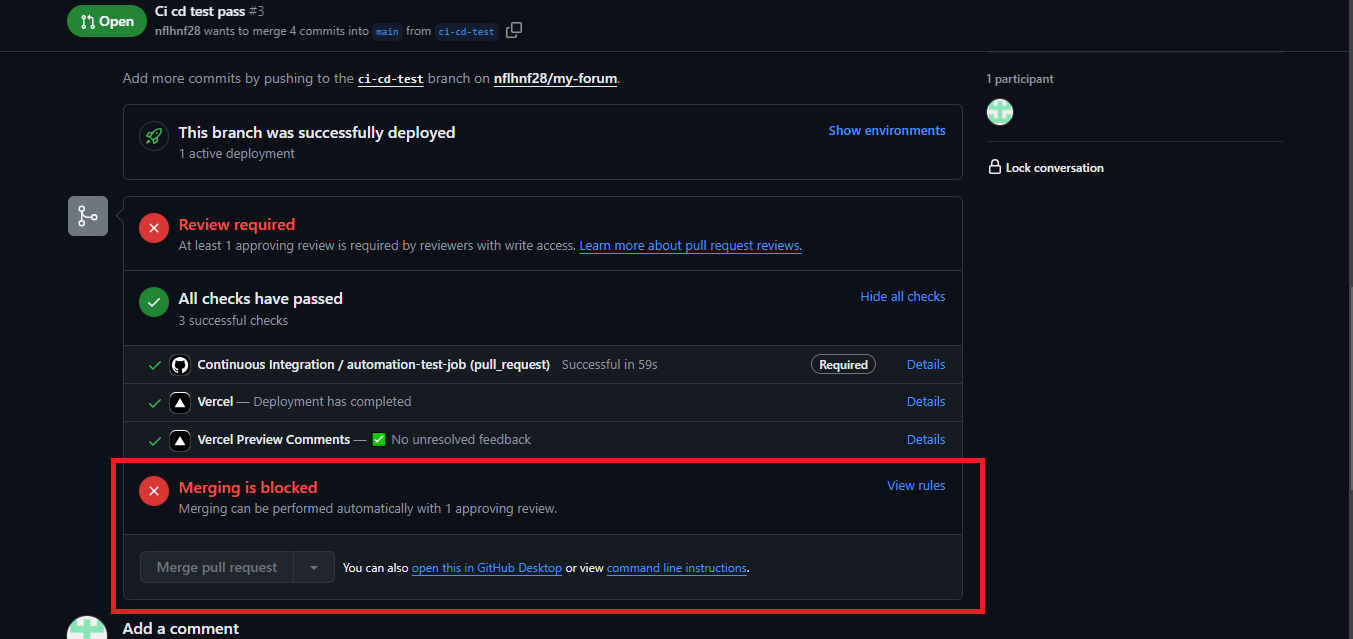 Open
Ci cd test pass #3
nflhnf28 wants to merge 4 commits into main from ci-cd-test
Add more commits by pushing to the ci-cd-test branch on nflhnf28/my-forum.
1 participant
This branch was successfully deployed
Show environments
1 active deployment
Lock conversation
Review required
At least 1 approving review is required by reviewers with write access. Learn more about pull request reviews.
All checks have passed
Hide all checks
3 successful checks
Continuous Integration / automation-test-job (pull_request) Successful in 59s Required Details
Vercel — Deployment has completed Details
Vercel Preview Comments — ✅ No unresolved feedback Details
Merging is blocked
View rules
Merging can be performed automatically with 1 approving review.
Merge pull request
You can also open this in GitHub Desktop or view command line instructions.
Add a comment